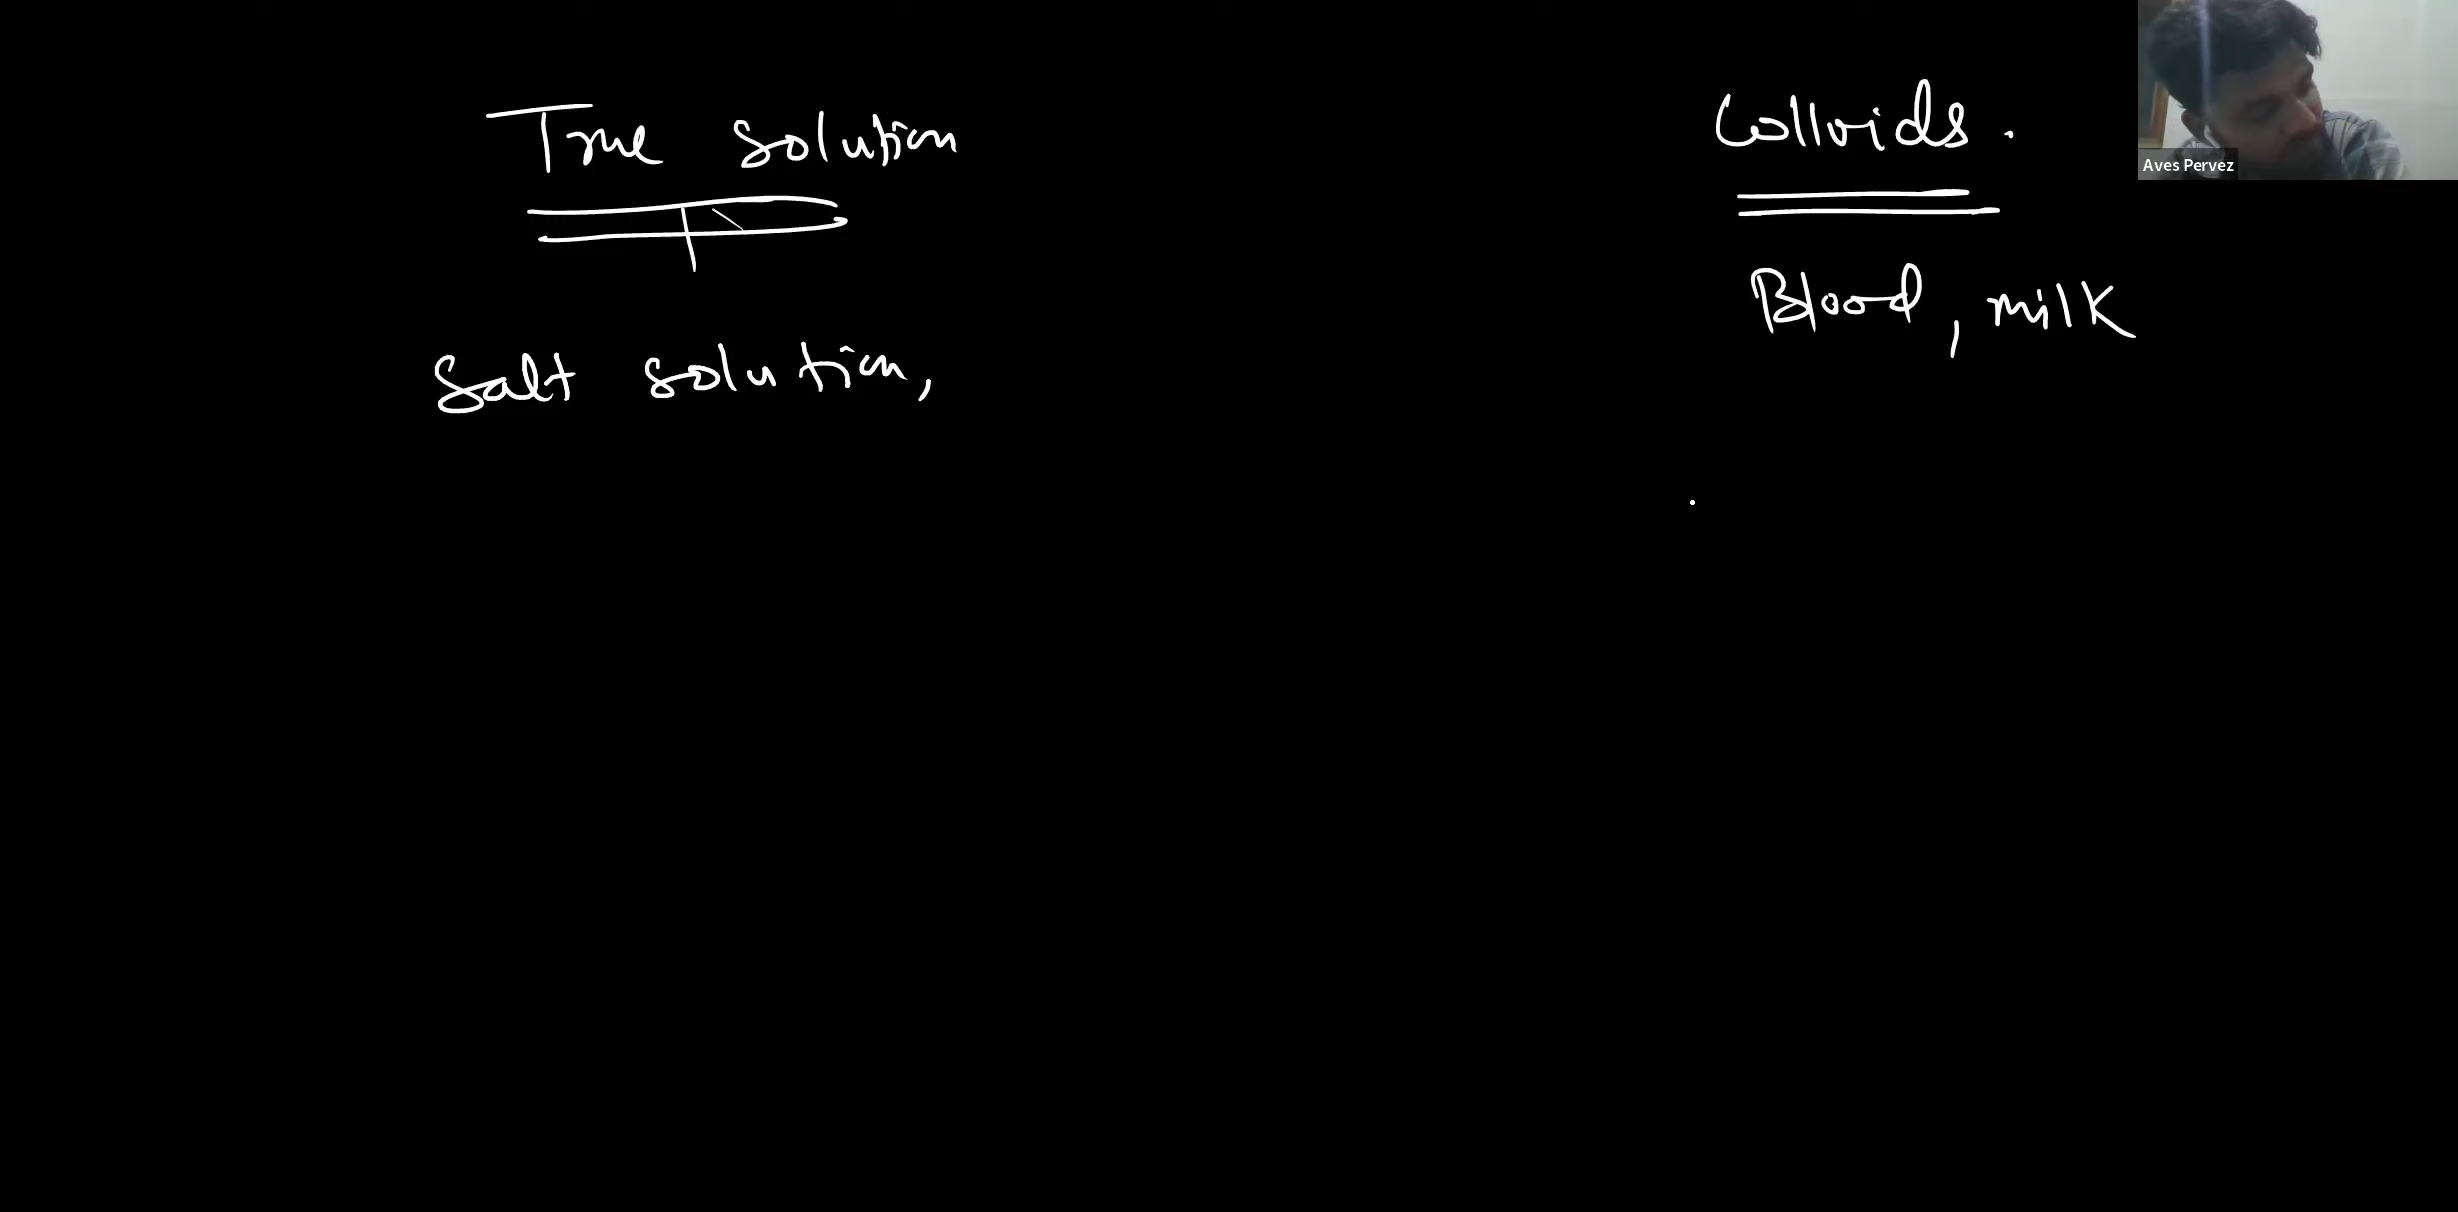 True solution
Colloids.
Aves Pervez
Blood, milk
Salt solution,